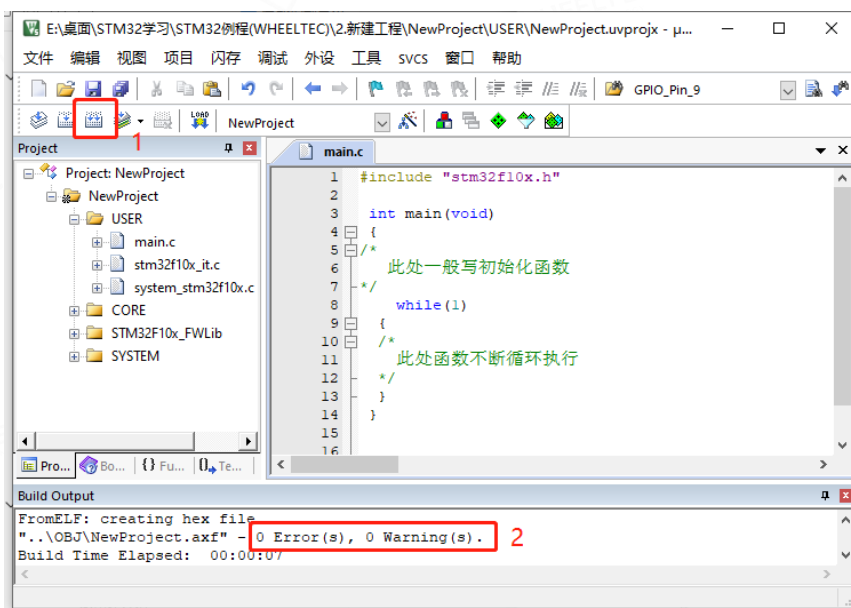 E:\桌面\STM32学习\STM32例程(WHEELTEC)\2.新建工程\NewProject\USER\NewProject.uvprojx - µ...
文件 编辑 视图 项目 闪存 调试 外设 工具 SVCS 窗口 帮助
GPIO_Pin_9
LOAD NewProject
1
Project
main.c
Project: NewProject
NewProject
USER
main.c
stm32f10x_it.c
system_stm32f10x.c
CORE
STM32F10x_FWLib
SYSTEM
1 #include "stm32f10x.h"
2
3 int main(void)
4 {
5 /*
6 此处一般写初始化函数
7 */
8 while(1)
9 {
10 /*
11 此处函数不断循环执行
12 */
13 }
14 }
15
16
Pro... Bo... {} Fu... 0 Te...
Build Output
FromELF: creating hex file...
"..\OBJ\NewProject.axf" - 0 Error(s), 0 Warning(s). 2
Build Time Elapsed: 00:00:07